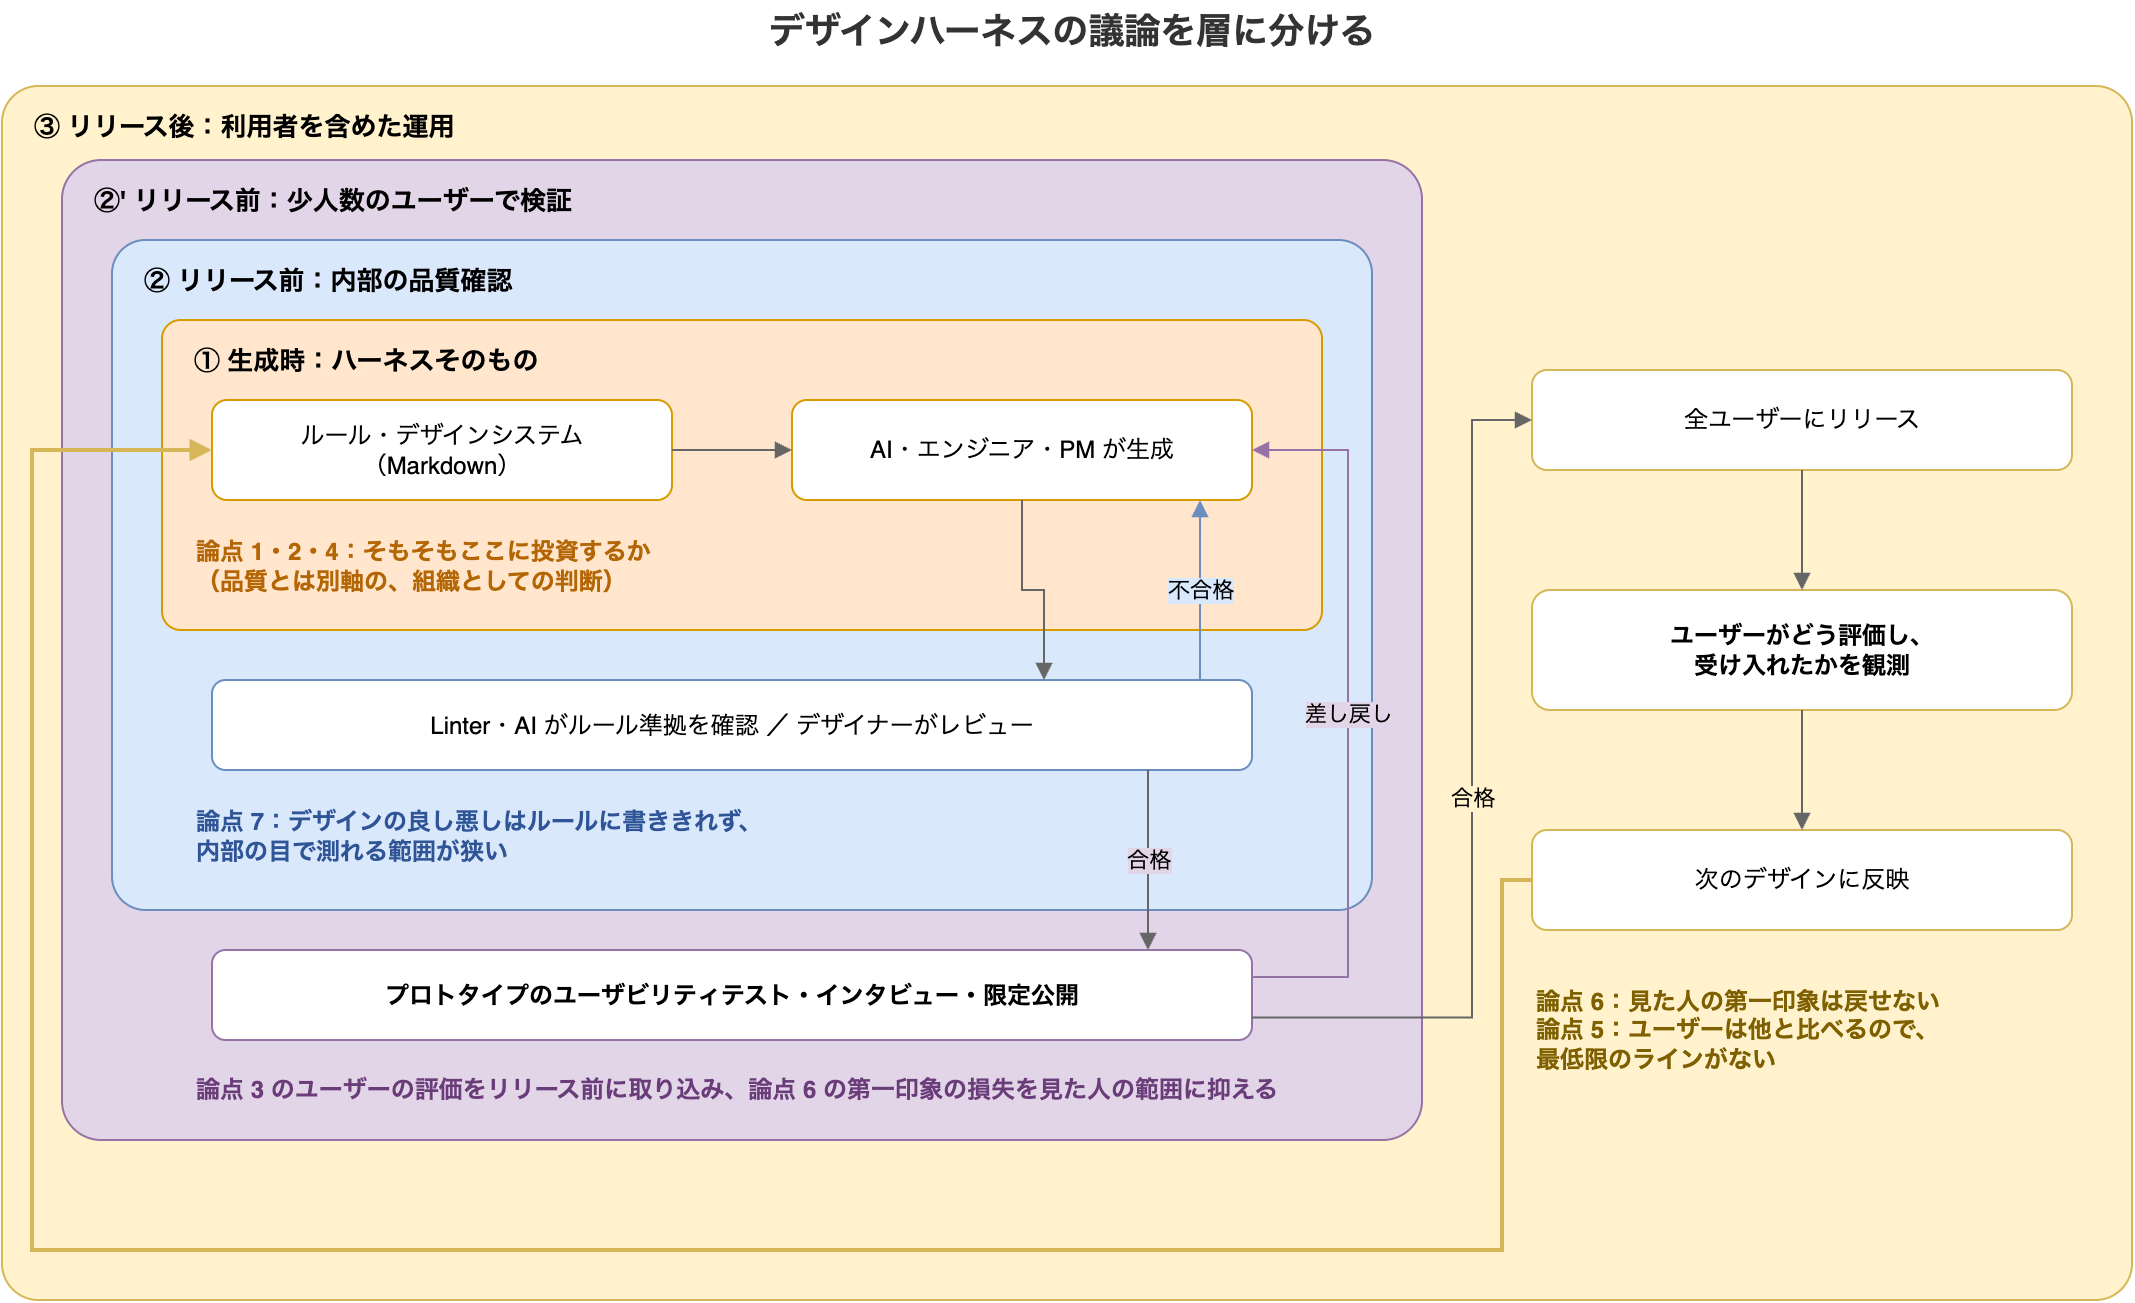 デザインハーネスの議論を層に分ける
③ リリース後：利用者を含めた運用
②' リリース前：少人数のユーザーで検証
② リリース前：内部の品質確認
① 生成時：ハーネスそのもの
ルール・デザインシステム
（Markdown）
AI・エンジニア・PM が生成
論点 1・2・4：そもそもここに投資するか
（品質とは別軸の、組織としての判断）
不合格
Linter・AI がルール準拠を確認 ／ デザイナーがレビュー
差し戻し
論点 7：デザインの良し悪しはルールに書ききれず、
内部の目で測れる範囲が狭い
合格
プロトタイプのユーザビリティテスト・インタビュー・限定公開
論点 3 のユーザーの評価をリリース前に取り込み、論点 6 の第一印象の損失を見た人の範囲に抑える
合格
全ユーザーにリリース
ユーザーがどう評価し、
受け入れたかを観測
次のデザインに反映
論点 6：見た人の第一印象は戻せない
論点 5：ユーザーは他と比べるので、
最低限のラインがない